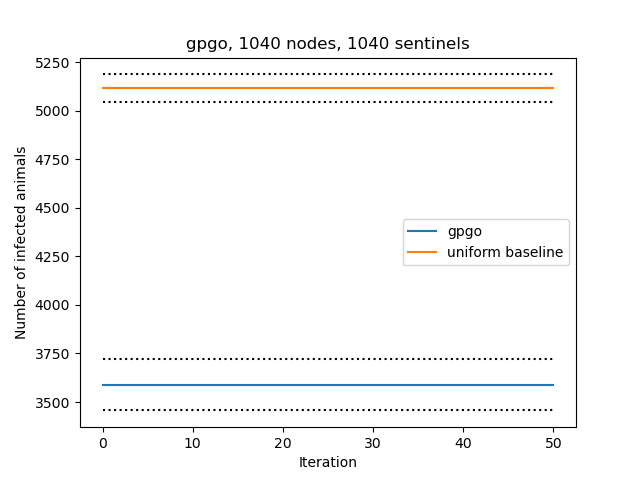 gpgo, 1040 nodes, 1040 sentinels
5250
5000
4750
4500
4250
4000
3750
3500
Number of infected animals
gpgo
uniform baseline
0 10 20 30 40 50
Iteration